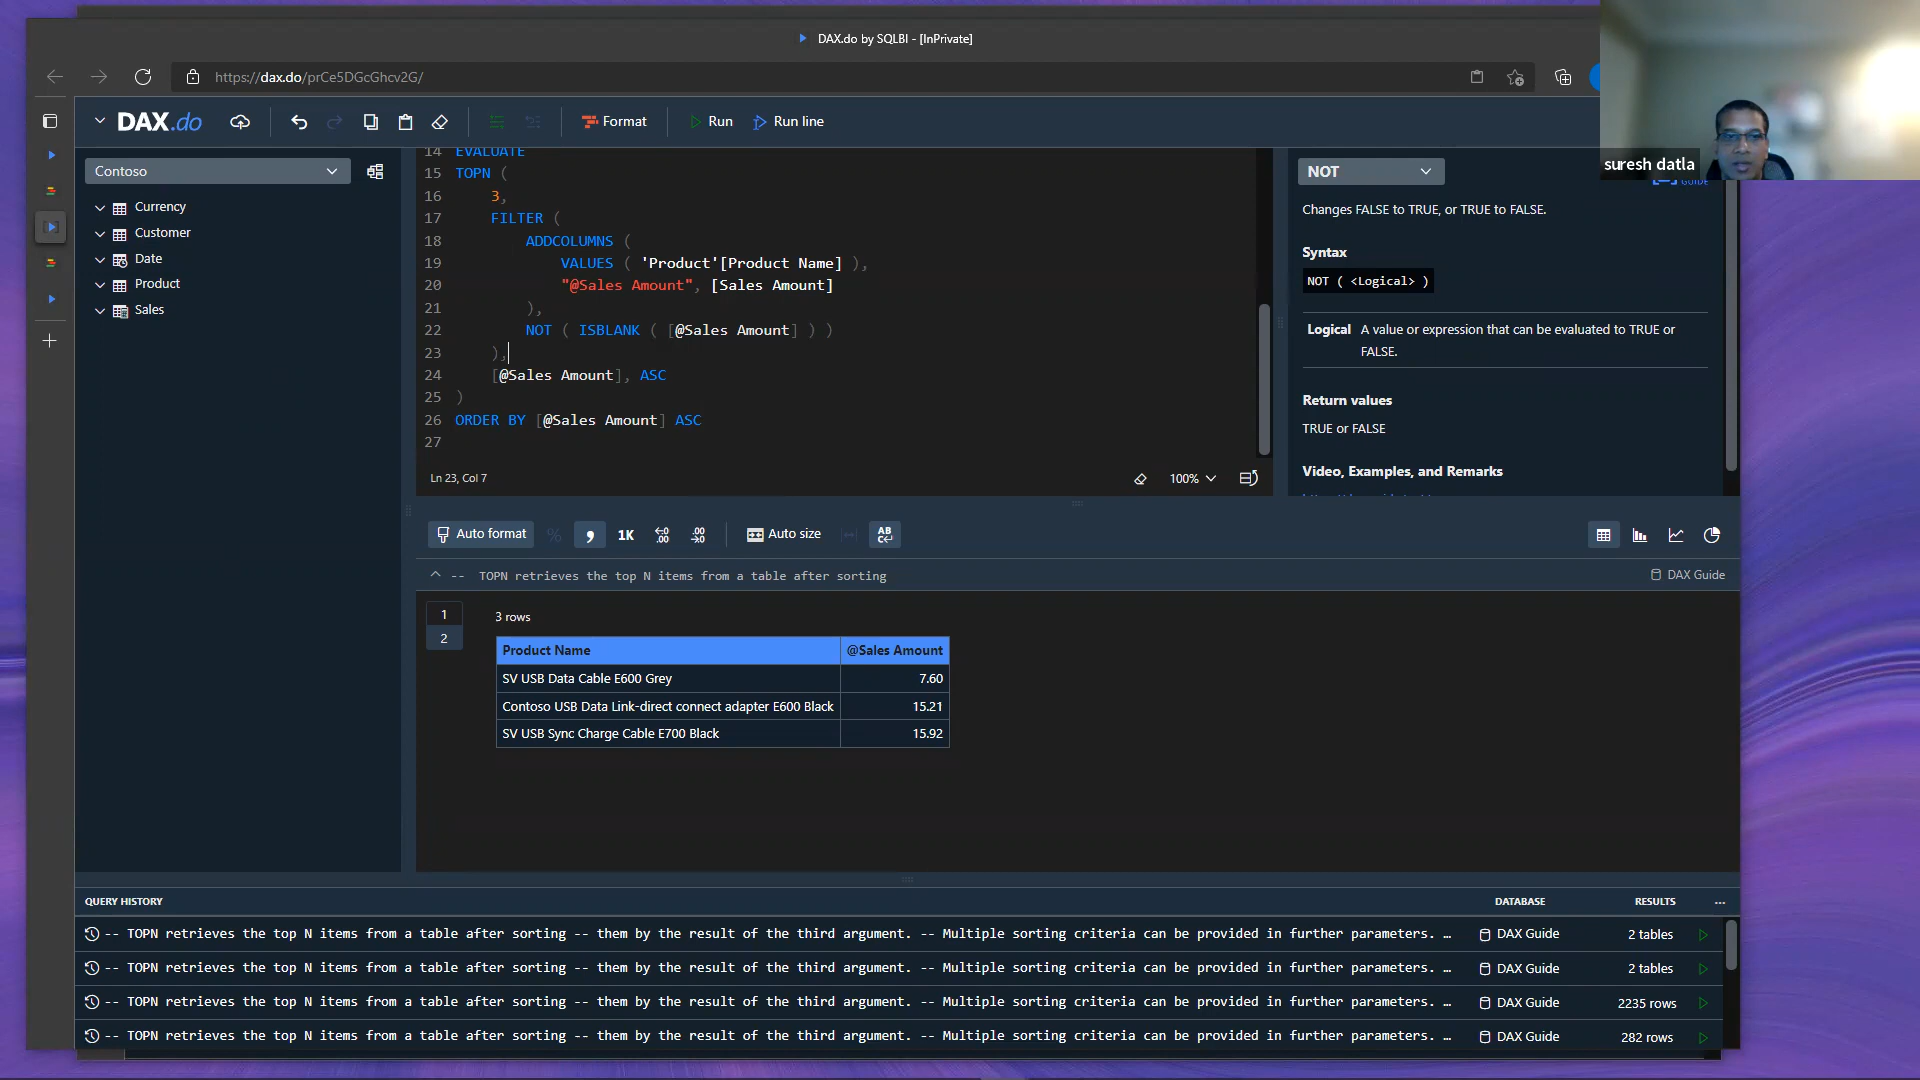 DAX.do by SQLBI - [InPrivate]
https://dax.do/prCe5DGcGhcv2G/
DAX.do
Format
Run
Run line
suresh datla
Contoso
Currency
Customer
Date
Product
Sales
14 EVALUATE
15 TOPN (
16 3,
17 FILTER (
18 ADDCOLUMNS (
19 VALUES ( 'Product'[Product Name] ),
20 "@Sales Amount", [Sales Amount]
21 ),
22 NOT ( ISBLANK ( [@Sales Amount] ) )
23 ),
24 [@Sales Amount], ASC
25 )
26 ORDER BY [@Sales Amount] ASC
27
Ln 23, Col 7
100%
NOT
GUIDE
Changes FALSE to TRUE, or TRUE to FALSE.
Syntax
NOT ( <Logical> )
Logical A value or expression that can be evaluated to TRUE or
FALSE.
Return values
TRUE or FALSE
Video, Examples, and Remarks
Auto format
%
,
1K
.00
.00
Auto size
AB
C
-- TOPN retrieves the top N items from a table after sorting
DAX Guide
1
2
3 rows
Product Name @Sales Amount
SV USB Data Cable E600 Grey 7.60
Contoso USB Data Link-direct connect adapter E600 Black 15.21
SV USB Sync Charge Cable E700 Black 15.92
QUERY HISTORY DATABASE RESULTS ...
-- TOPN retrieves the top N items from a table after sorting -- them by the result of the third argument. -- Multiple sorting criteria can be provided in further parameters. … DAX Guide 2 tables
-- TOPN retrieves the top N items from a table after sorting -- them by the result of the third argument. -- Multiple sorting criteria can be provided in further parameters. … DAX Guide 2 tables
-- TOPN retrieves the top N items from a table after sorting -- them by the result of the third argument. -- Multiple sorting criteria can be provided in further parameters. … DAX Guide 2235 rows
-- TOPN retrieves the top N items from a table after sorting -- them by the result of the third argument. -- Multiple sorting criteria can be provided in further parameters. … DAX Guide 282 rows